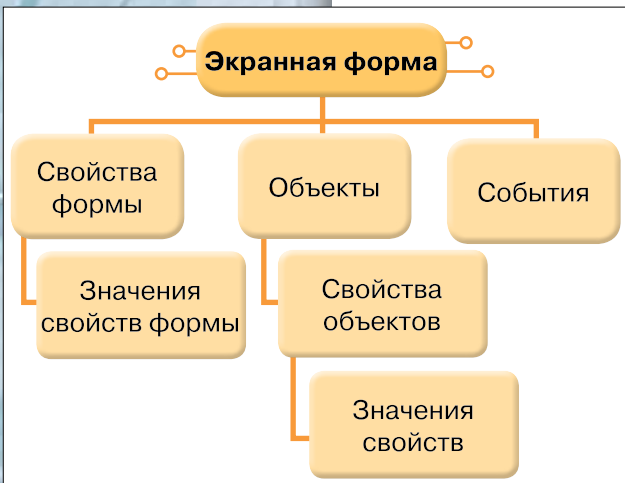 Экранная форма
Свойства
формы
Объекты
События
Значения
свойств формы
Свойства
объектов
Значения
свойств